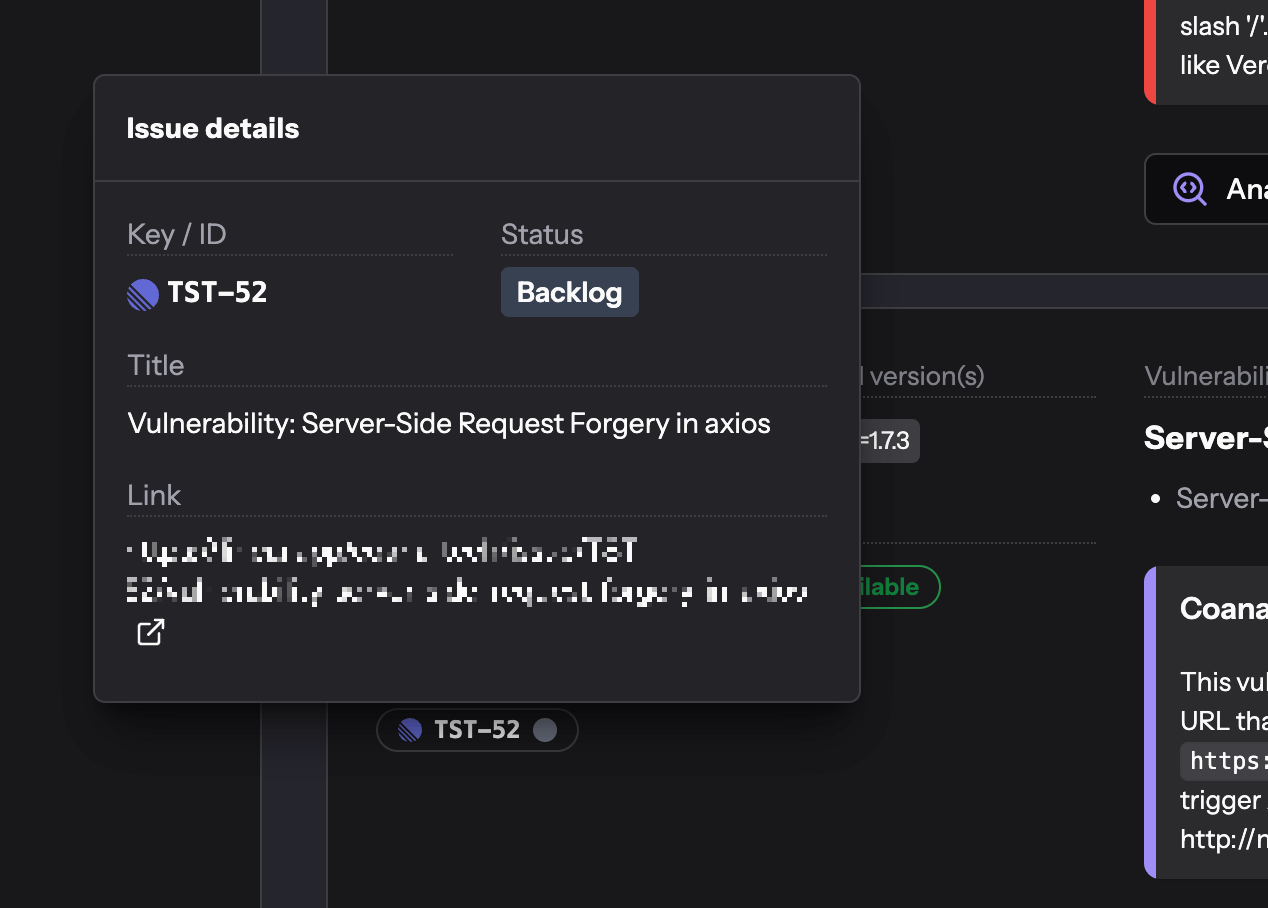 slash '/'.
like Ver
Issue details
Key / ID
Status
TST-52
Backlog
Title
Vulnerability: Server-Side Request Forgery in axios
Link
Ana
version(s)
Vulnerabili
=1.7.3
Server-S
Server-
ilable
Coana
This vul
URL tha
https:
trigger
http://n
TST-52